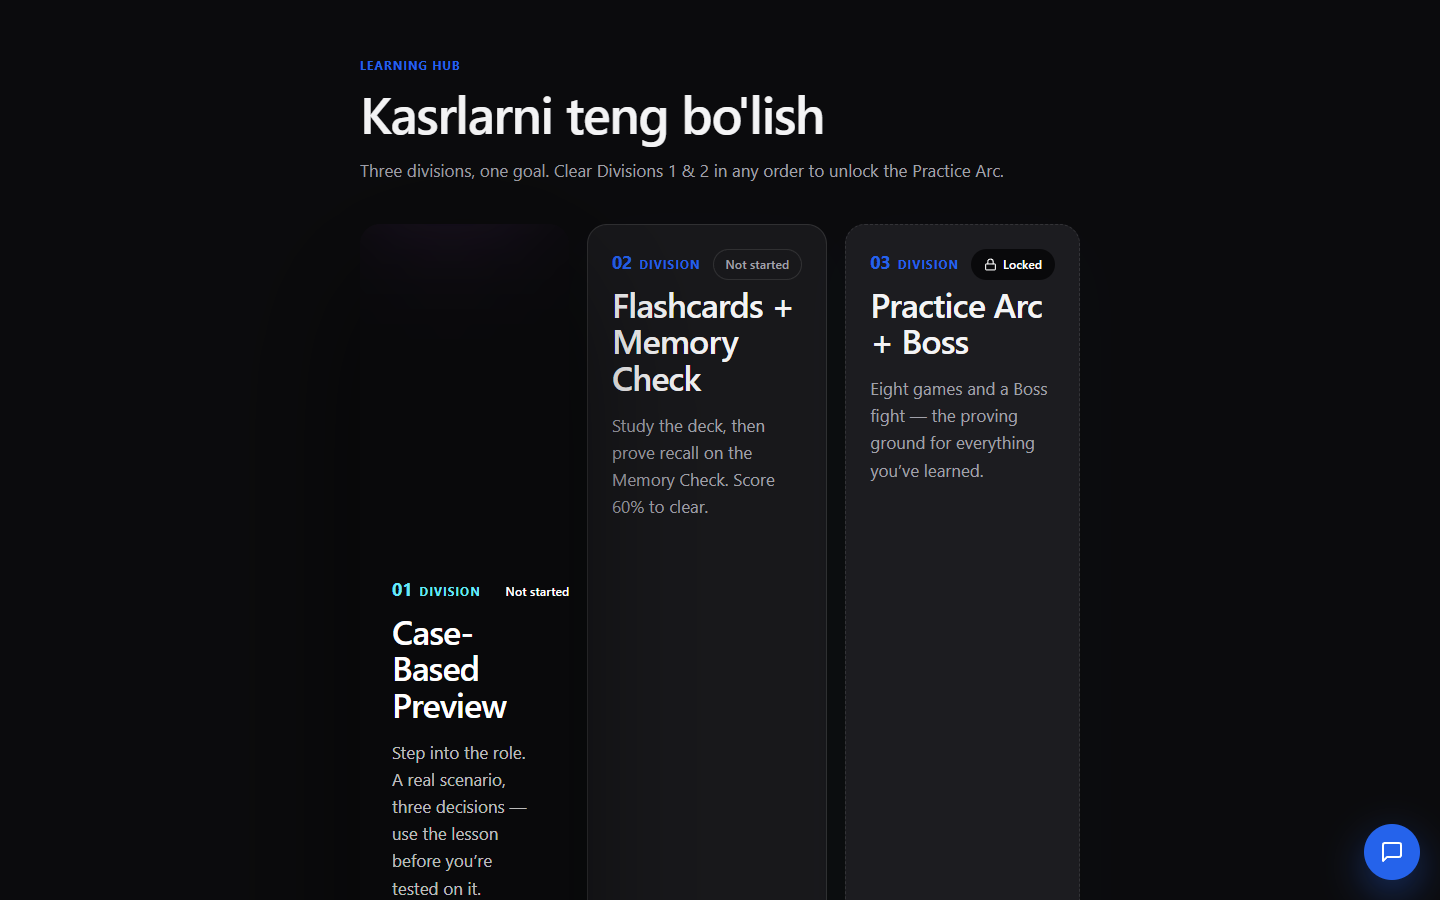 LEARNING HUB
Kasrlarni teng bo'lish
Three divisions, one goal. Clear Divisions 1 & 2 in any order to unlock the Practice Arc.
01 DIVISION Not started
Case-
Based
Preview
Step into the role.
A real scenario,
three decisions —
use the lesson
before you’re
tested on it.
02 DIVISION Not started
Flashcards +
Memory
Check
Study the deck, then
prove recall on the
Memory Check. Score
60% to clear.
03 DIVISION Locked
Practice Arc
+ Boss
Eight games and a Boss
fight — the proving
ground for everything
you’ve learned.